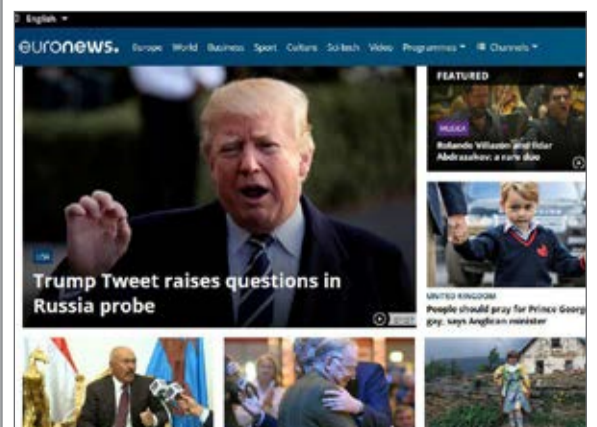 English
euronews.
Europe World Business Sport Culture Sci-tech Video Programmes Channels
FEATURED
MUSICA
Rolando Villazón and Ildar
Abdrazakov: a rare duo
USA
Trump Tweet raises questions in
Russia probe
UNITED KINGDOM
People should pray for Prince Georg
gay, says Anglican minister